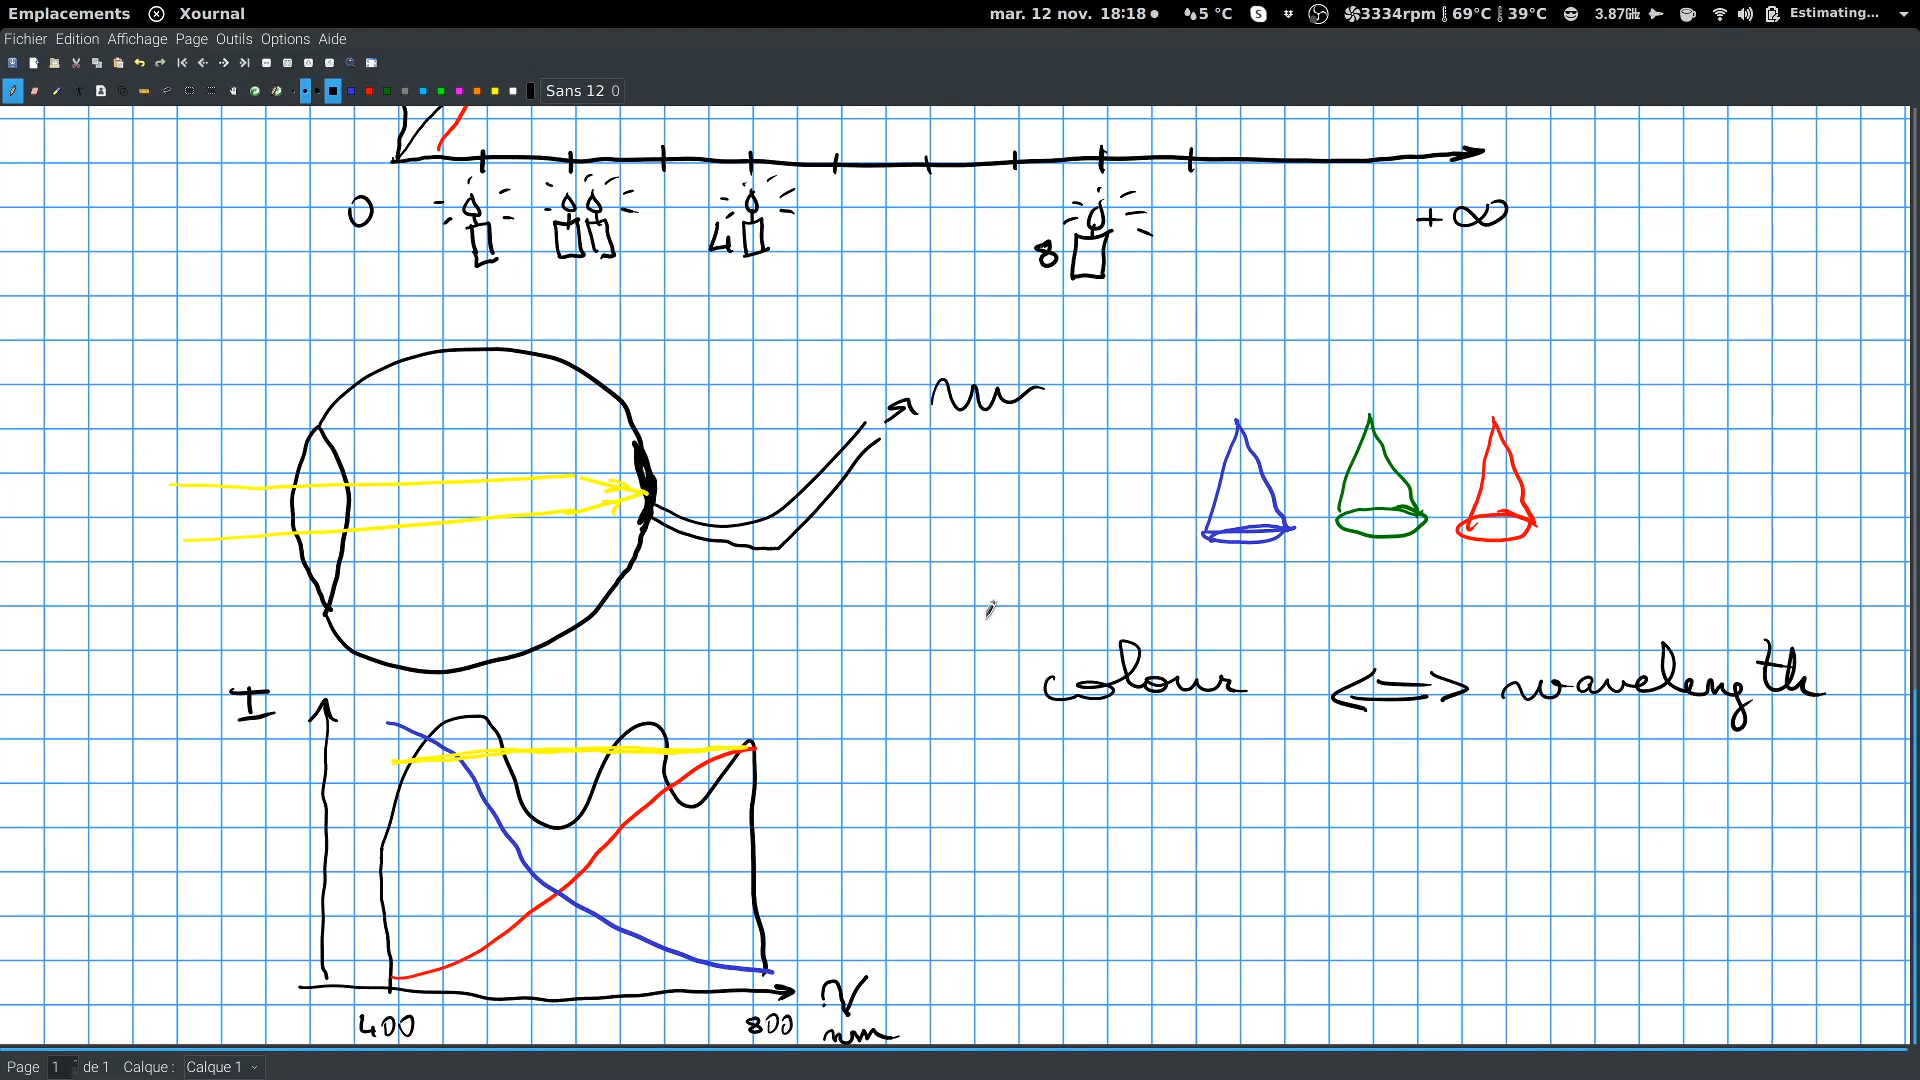 Emplacements Xournal mar. 12 nov. 18:18 5 °C 3334rpm 69°C 39°C 3.87GHz Estimating...
Fichier Edition Affichage Page Outils Options Aide
Sans 12 0
0 4 8 +∞
colour ⇔ wavelength
I
400 800 nm
Page 1 de 1 Calque : Calque 1